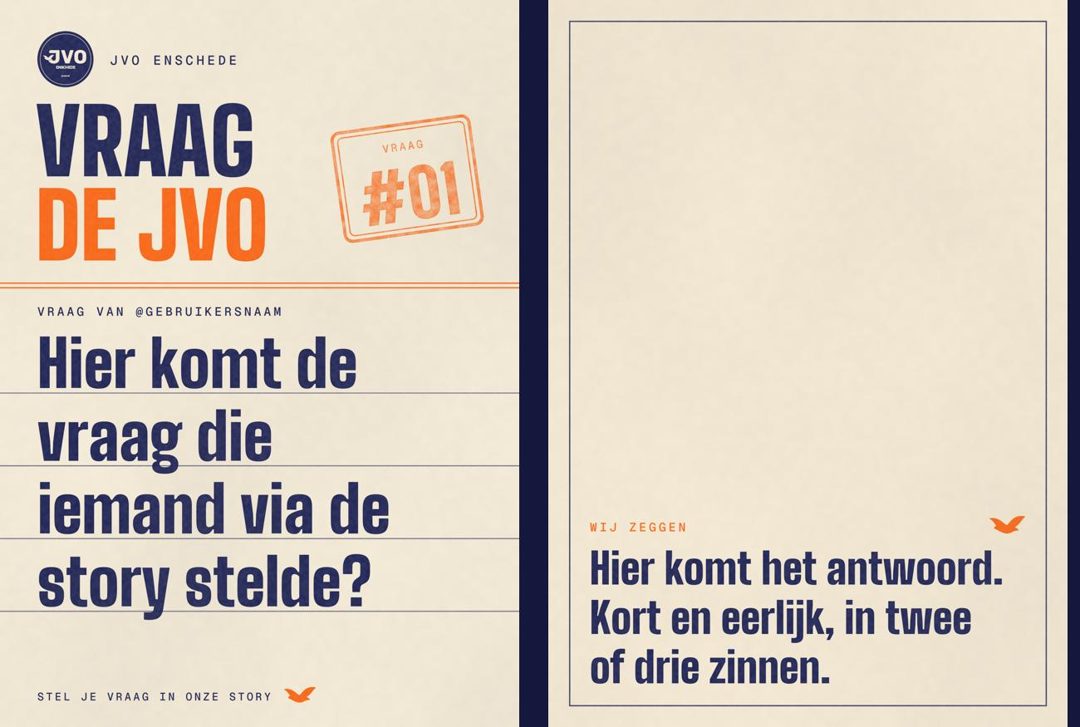 JVO
ENSCHEDE
JVO ENSCHEDE
VRAAG
DE JVO
VRAAG
#01
VRAAG VAN @GEBRUIKERSNAAM
Hier komt de
vraag die
iemand via de
story stelde?
STEL JE VRAAG IN ONZE STORY
WIJ ZEGGEN
Hier komt het antwoord.
Kort en eerlijk, in twee
of drie zinnen.